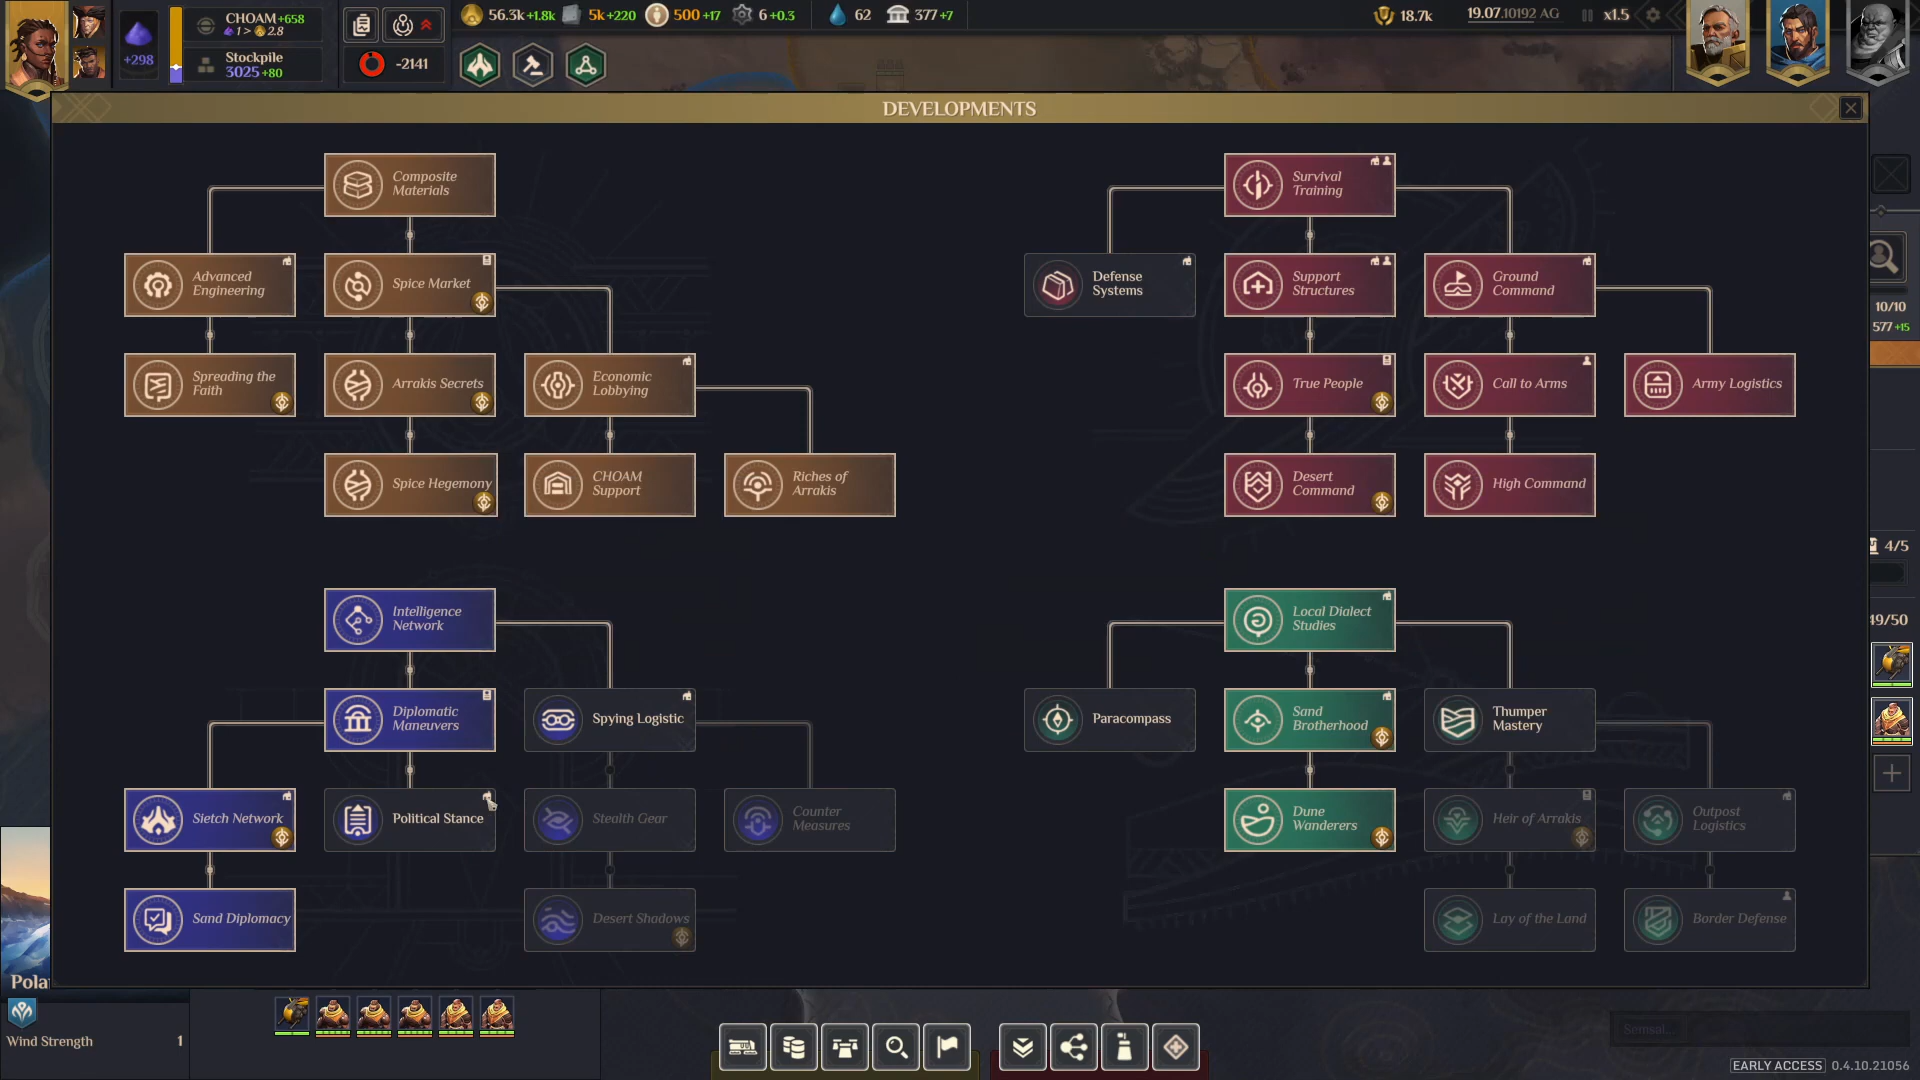 +298
CHOAM +658
1 > 2.8
Stockpile
3025 +80
-2141
56.3k +1.8k
5k +220
500 +17
6 +0.3
62
377 +7
18.7k
19.07.10192 AG
x1.5
DEVELOPMENTS
Composite
Materials
Advanced
Engineering
Spice Market
Spreading the
Faith
Arrakis Secrets
Economic
Lobbying
Spice Hegemony
CHOAM
Support
Riches of
Arrakis
Survival
Training
Defense
Systems
Support
Structures
Ground
Command
True People
Call to Arms
Army Logistics
Desert
Command
High Command
Intelligence
Network
Diplomatic
Maneuvers
Spying Logistic
Sietch Network
Political Stance
Stealth Gear
Counter
Measures
Sand Diplomacy
Desert Shadows
Local Dialect
Studies
Paracompass
Sand
Brotherhood
Thumper
Mastery
Dune
Wanderers
Heir of Arrakis
Outpost
Logistics
Lay of the Land
Border Defense
10/10
577 +15
4/5
49/50
Pola
Wind Strength 1
EARLY ACCESS 0.4.10.21056